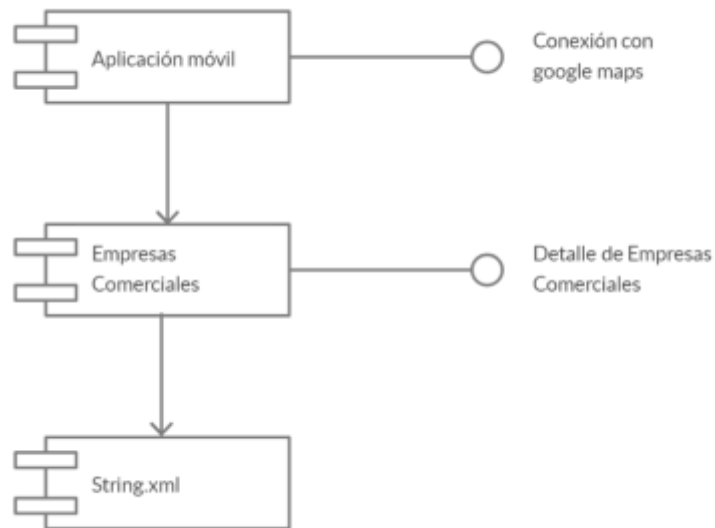 Aplicación móvil
Conexión con
google maps
Empresas
Comerciales
Detalle de Empresas
Comerciales
String.xml